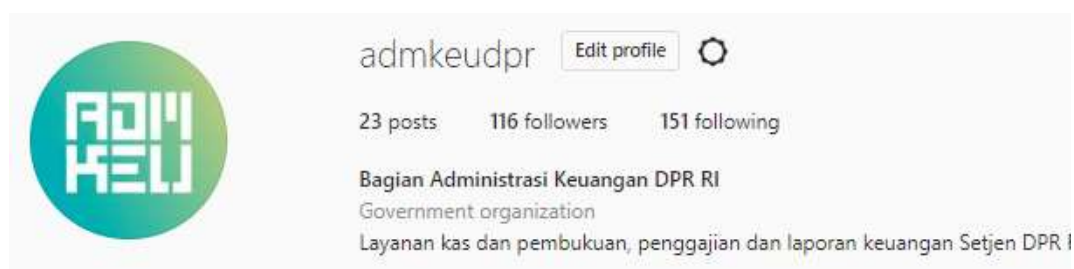 ADM
KEU
admkeudpr Edit profile
23 posts 116 followers 151 following
Bagian Administrasi Keuangan DPR RI
Government organization
Layanan kas dan pembukuan, penggajian dan laporan keuangan Setjen DPR